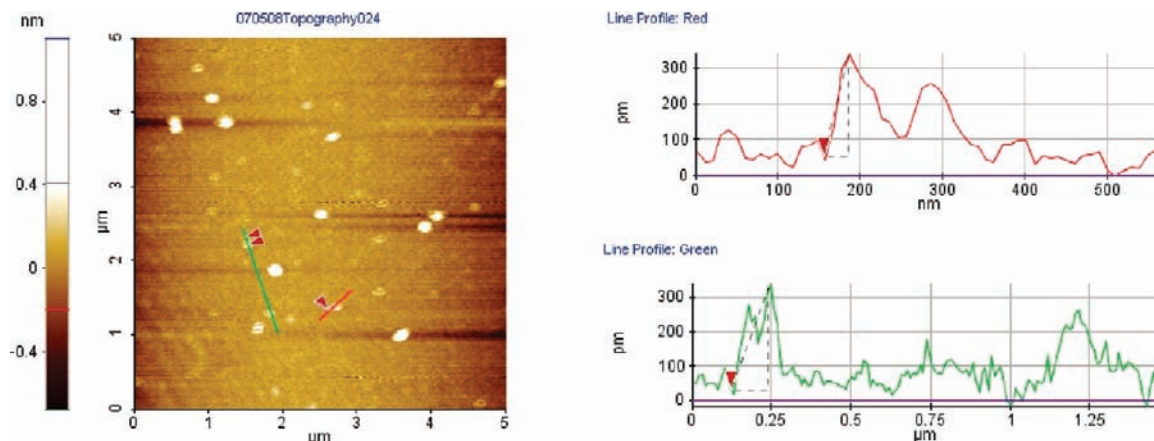 nm
070508Topography024
0.8
0.4
0
-0.4
5
4
3
2
1
0
µm
0 1 2 3 4 5
µm
Line Profile: Red
300
200
100
0
pm
0 100 200 300 400 500
nm
Line Profile: Green
300
200
100
0
pm
0 0.25 0.5 0.75 1 1.25
µm